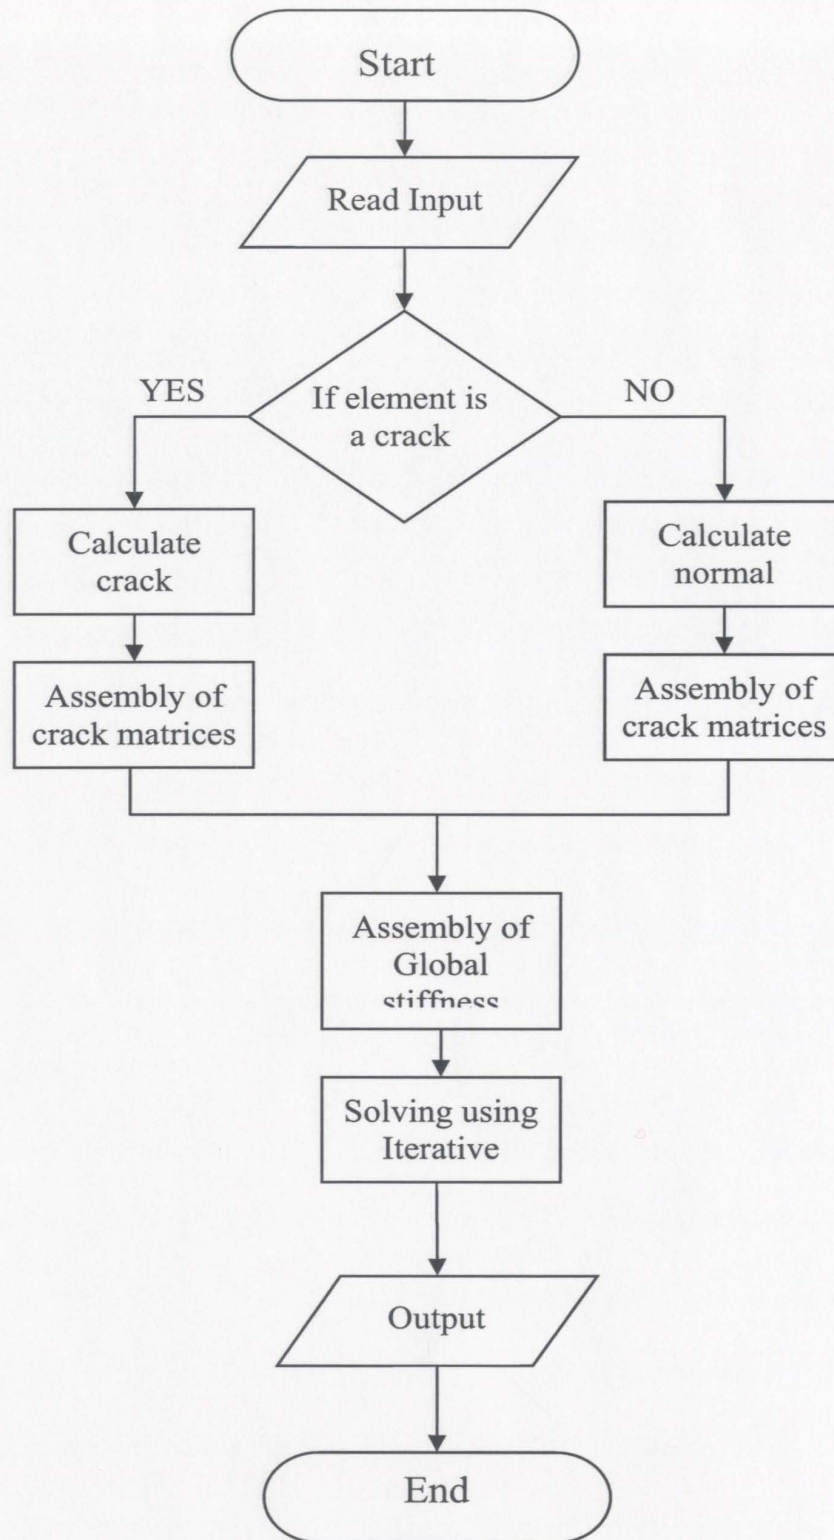 Start
Read Input
YES
If element is
a crack
NO
Calculate
crack
Calculate
normal
Assembly of
crack matrices
Assembly of
crack matrices
Assembly of
Global
stiffness
Solving using
Iterative
Output
End